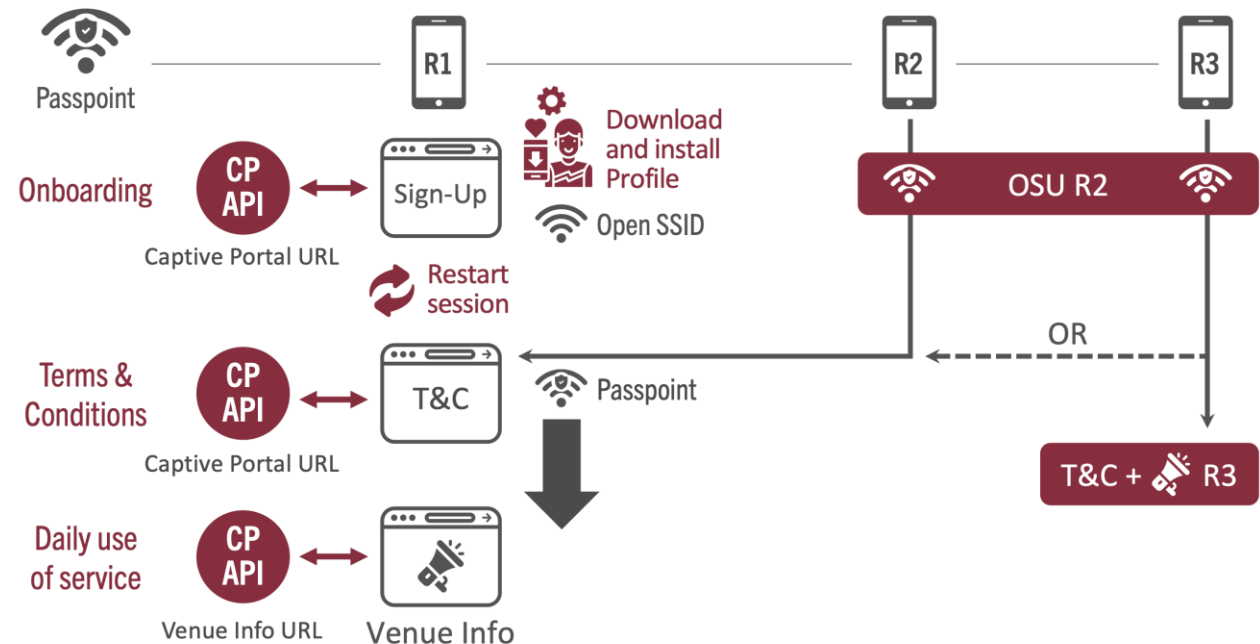 Passpoint
R1
R2
R3
Onboarding
CP
API
Captive Portal URL
Sign-Up
Download
and install
Profile
Open SSID
OSU R2
Restart
session
Terms &
Conditions
CP
API
Captive Portal URL
T&C
Passpoint
OR
T&C + R3
Daily use
of service
CP
API
Venue Info URL
Venue Info